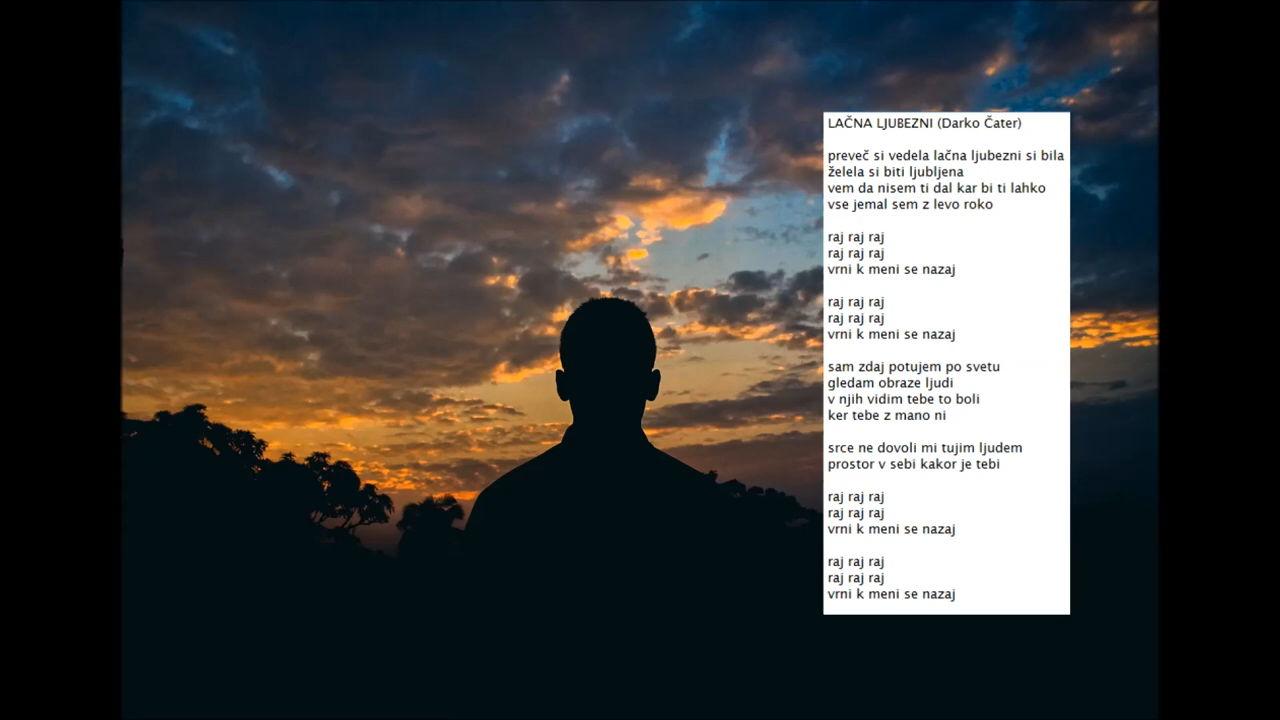 LAČNA LJUBEZNI (Darko Čater)
preveč si vedela lačna ljubezni si bila
želela si biti ljubljena
vem da nisem ti dal kar bi ti lahko
vse jemal sem z levo roko
raj raj raj
raj raj raj
vrni k meni se nazaj
raj raj raj
raj raj raj
vrni k meni se nazaj
sam zdaj potujem po svetu
gledam obraze ljudi
v njih vidim tebe to boli
ker tebe z mano ni
srce ne dovoli mi tujim ljudem
prostor v sebi kakor je tebi
raj raj raj
raj raj raj
vrni k meni se nazaj
raj raj raj
raj raj raj
vrni k meni se nazaj